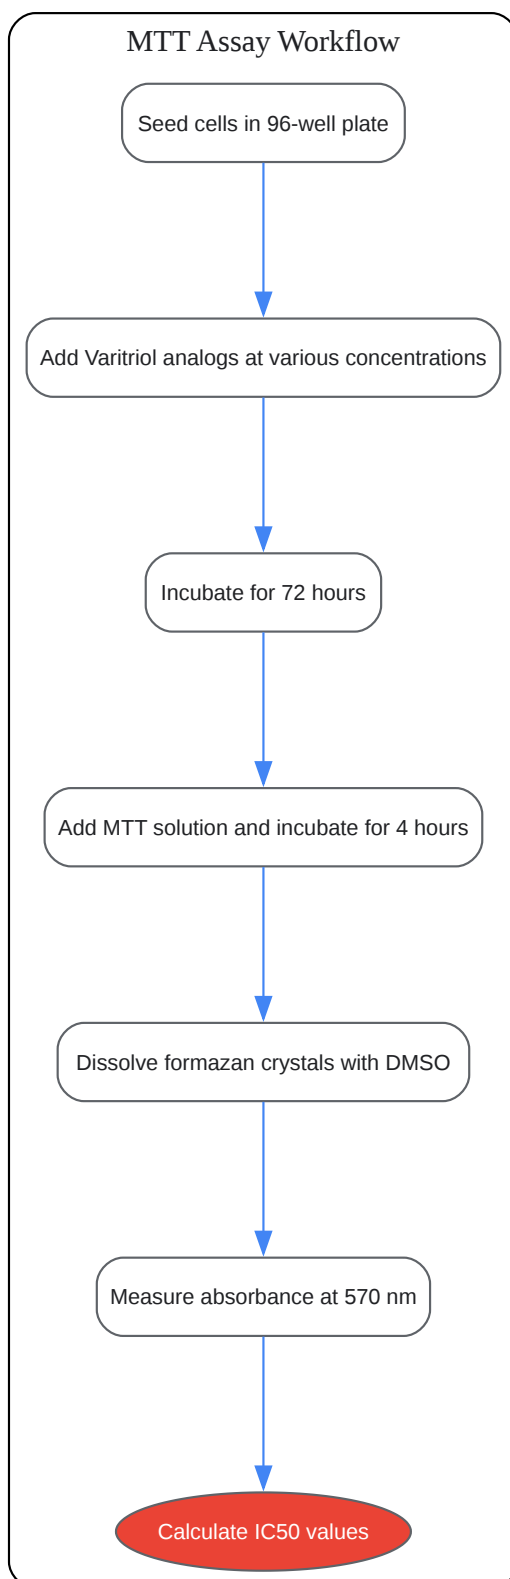 MTT Assay Workflow
Seed cells in 96-well plate
Add Varitriol analogs at various concentrations
Incubate for 72 hours
Add MTT solution and incubate for 4 hours
Dissolve formazan crystals with DMSO
Measure absorbance at 570 nm
Calculate IC50 values